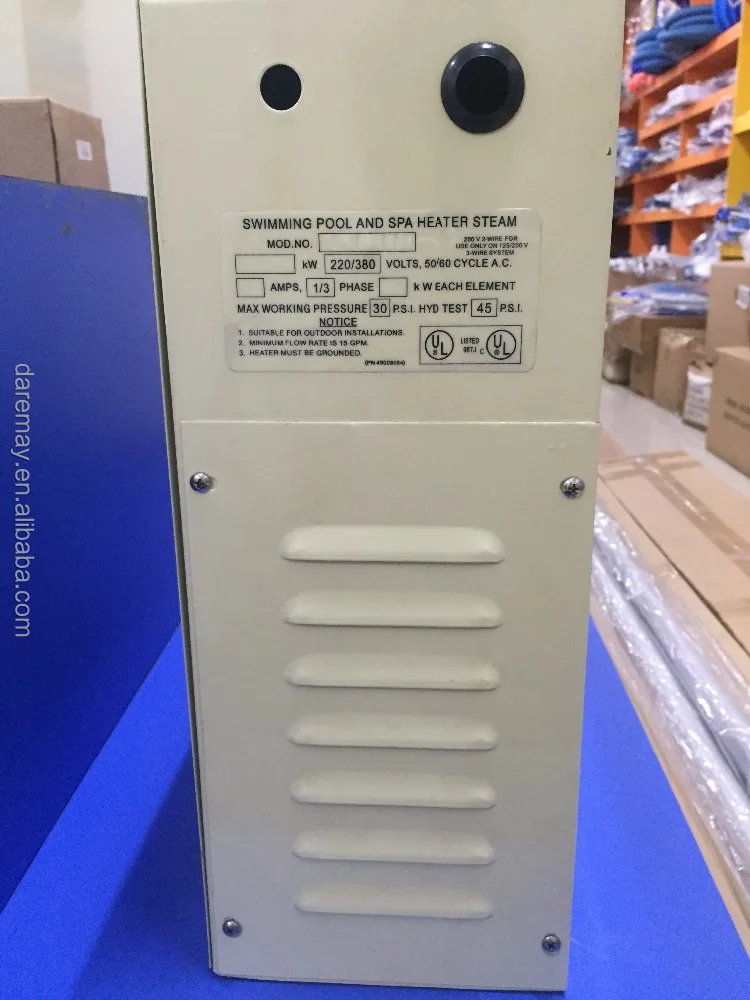 SWIMMING POOL AND SPA HEATER STEAM
MOD.NO.
250 V 2-WIRE FOR
USE ONLY ON 125/250 V
3-WIRE SYSTEM
kW 220/380 VOLTS, 50/60 CYCLE A.C.
AMPS, 1/3 PHASE kW EACH ELEMENT
MAX WORKING PRESSURE 30 P.S.I. HYD TEST 45 P.S.I.
NOTICE
1. SUITABLE FOR OUTDOOR INSTALLATIONS.
2. MINIMUM FLOW RATE IS 15 GPM.
3. HEATER MUST BE GROUNDED.
UL LISTED C UL
daremay.en.alibaba.com